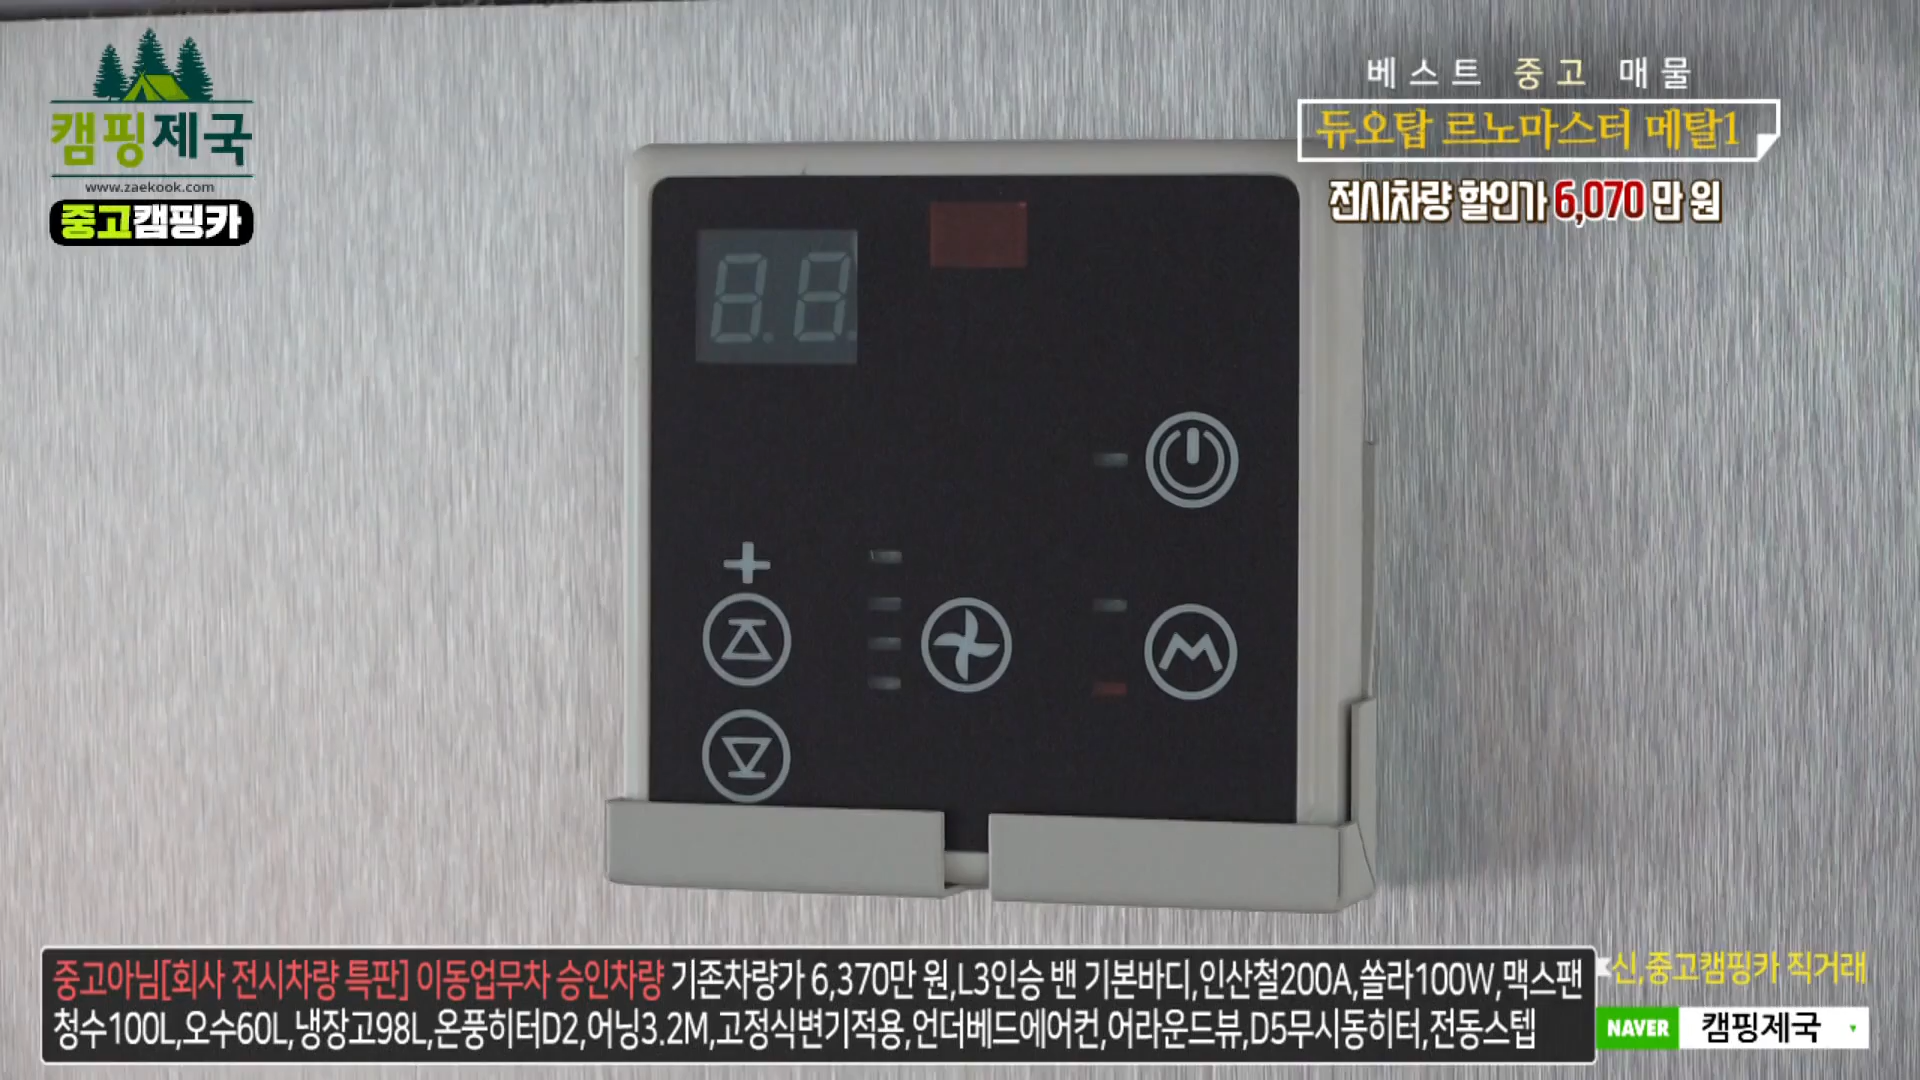 캠핑제국
www.zaekook.com
중고캠핑카
베스트 중고 매물
듀오탑 르노마스터 메탈1
전시차량 할인가 6,070 만 원
8.8.
+
중고아님[회사 전시차량 특판] 이동업무차 승인차량 기존차량가 6,370만 원,L3인승 밴 기본바디,인산철200A,쏠라100W,맥스팬
청수100L,오수60L,냉장고98L,온풍히터D2,어닝3.2M,고정식변기적용,언더베드에어컨,어라운드뷰,D5무시동히터,전동스텝
신,중고캠핑카 직거래
NAVER 캠핑제국